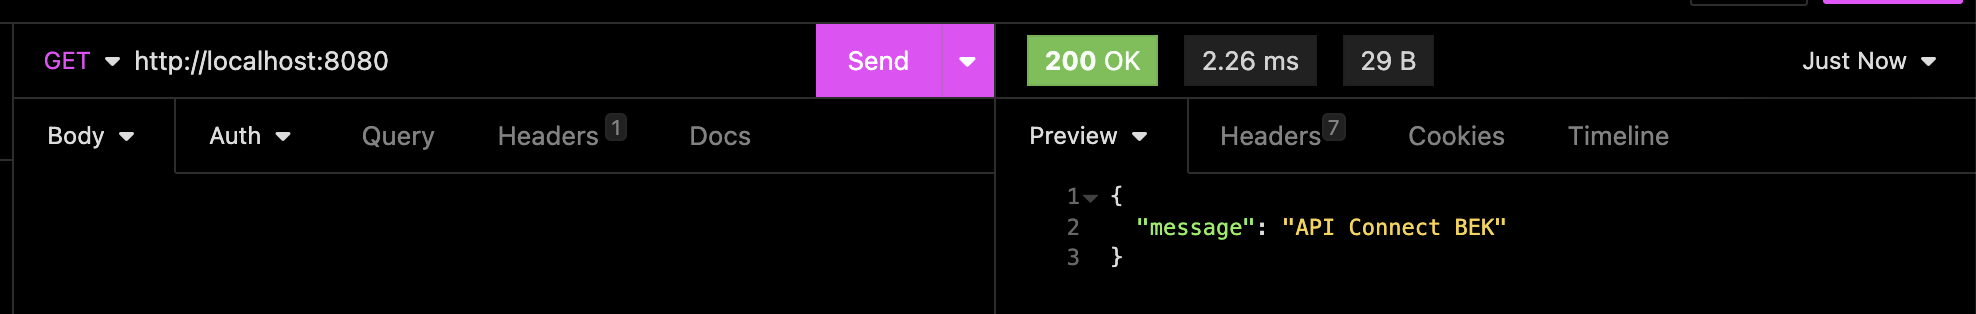 GET http://localhost:8080 Send 200 OK 2.26 ms 29 B Just Now
Body Auth Query Headers 1 Docs Preview Headers 7 Cookies Timeline
1 {
2 "message": "API Connect BEK"
3 }